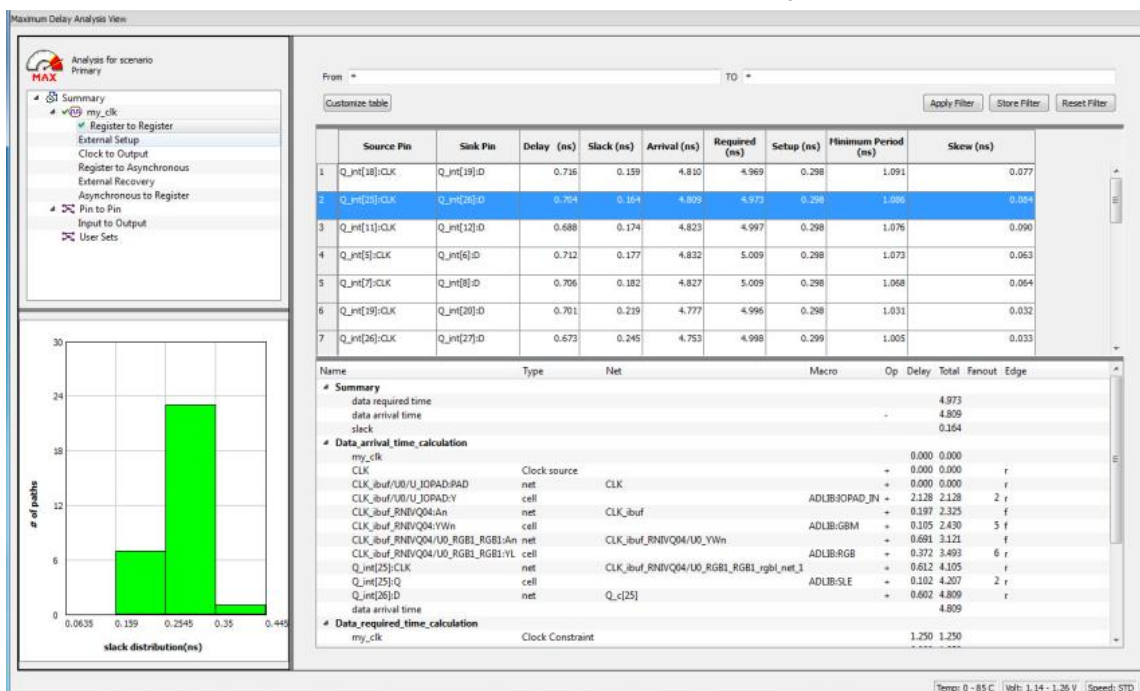 Maximum Delay Analysis View
MAX
Analysis for scenario
Primary
Summary
my_clk
Register to Register
External Setup
Clock to Output
Register to Asynchronous
External Recovery
Asynchronous to Register
Pin to Pin
Input to Output
User Sets
# of paths
30
24
18
12
6
0
0.0635 0.159 0.2545 0.35 0.445
slack distribution(ns)
From * TO *
Customize table Apply Filter Store Filter Reset Filter
Source Pin Sink Pin Delay (ns) Slack (ns) Arrival (ns) Required (ns) Setup (ns) Minimum Period (ns) Skew (ns)
1 Q_int[18]:CLK Q_int[19]:D 0.716 0.159 4.810 4.969 0.298 1.091 0.077
2 Q_int[25]:CLK Q_int[26]:D 0.704 0.164 4.809 4.973 0.298 1.086 0.084
3 Q_int[11]:CLK Q_int[12]:D 0.688 0.174 4.823 4.997 0.298 1.076 0.090
4 Q_int[5]:CLK Q_int[6]:D 0.712 0.177 4.832 5.009 0.298 1.073 0.063
5 Q_int[7]:CLK Q_int[8]:D 0.706 0.182 4.827 5.009 0.298 1.068 0.064
6 Q_int[19]:CLK Q_int[20]:D 0.701 0.219 4.777 4.996 0.298 1.031 0.032
7 Q_int[26]:CLK Q_int[27]:D 0.673 0.245 4.753 4.998 0.299 1.005 0.033
Name Type Net Macro Op Delay Total Fanout Edge
Summary
data required time 4.973
data arrival time - 4.809
slack 0.164
Data_arrival_time_calculation
my_clk 0.000 0.000
CLK Clock source + 0.000 0.000 r
CLK_ibuf/U0/U_IOPAD:PAD net CLK + 0.000 0.000 r
CLK_ibuf/U0/U_IOPAD:Y cell ADLIB:IOPAD_IN + 2.128 2.128 2 r
CLK_ibuf_RNIVQ04:An net CLK_ibuf + 0.197 2.325 f
CLK_ibuf_RNIVQ04:YWn cell ADLIB:GBM + 0.105 2.430 5 f
CLK_ibuf_RNIVQ04/U0_RGB1_RGB1:An net CLK_ibuf_RNIVQ04/U0_YWn + 0.691 3.121 f
CLK_ibuf_RNIVQ04/U0_RGB1_RGB1:YL cell ADLIB:RGB + 0.372 3.493 6 r
Q_int[25]:CLK net CLK_ibuf_RNIVQ04/U0_RGB1_RGB1_rgbl_net_1 + 0.612 4.105 r
Q_int[25]:Q cell ADLIB:SLE + 0.102 4.207 2 r
Q_int[26]:D net Q_c[25] + 0.602 4.809 r
data arrival time 4.809
Data_required_time_calculation
my_clk Clock Constraint 1.250 1.250
Temp: 0 - 85 C Volt: 1.14 - 1.26 V Speed: STD